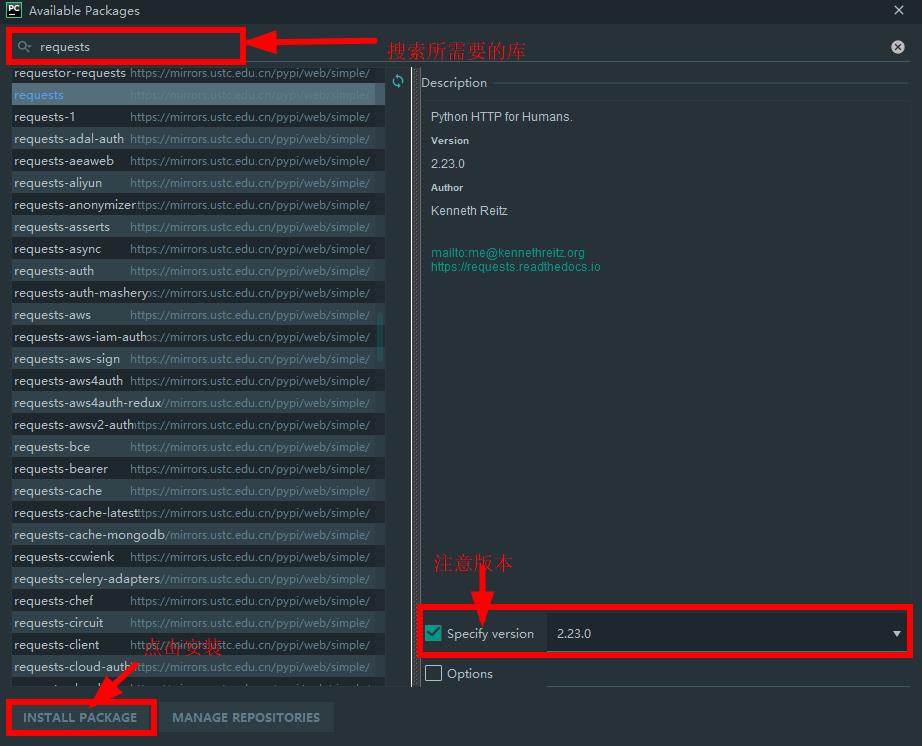 PC Available Packages
requests
搜索所需要的库
requestor-requests https://mirrors.ustc.edu.cn/pypi/web/simple/
requests https://mirrors.ustc.edu.cn/pypi/web/simple/
requests-1 https://mirrors.ustc.edu.cn/pypi/web/simple/
requests-adal-auth https://mirrors.ustc.edu.cn/pypi/web/simple/
requests-aeaweb https://mirrors.ustc.edu.cn/pypi/web/simple/
requests-aliyun https://mirrors.ustc.edu.cn/pypi/web/simple/
requests-anonymizer ttps://mirrors.ustc.edu.cn/pypi/web/simple/
requests-asserts https://mirrors.ustc.edu.cn/pypi/web/simple/
requests-async https://mirrors.ustc.edu.cn/pypi/web/simple/
requests-auth https://mirrors.ustc.edu.cn/pypi/web/simple/
requests-auth-mashery ps://mirrors.ustc.edu.cn/pypi/web/simple/
requests-aws https://mirrors.ustc.edu.cn/pypi/web/simple/
requests-aws-iam-auth ps://mirrors.ustc.edu.cn/pypi/web/simple/
requests-aws-sign https://mirrors.ustc.edu.cn/pypi/web/simple/
requests-aws4auth https://mirrors.ustc.edu.cn/pypi/web/simple/
requests-aws4auth-redux //mirrors.ustc.edu.cn/pypi/web/simple/
requests-awsv2-auth ttps://mirrors.ustc.edu.cn/pypi/web/simple/
requests-bce https://mirrors.ustc.edu.cn/pypi/web/simple/
requests-bearer https://mirrors.ustc.edu.cn/pypi/web/simple/
requests-cache https://mirrors.ustc.edu.cn/pypi/web/simple/
requests-cache-latest ttps://mirrors.ustc.edu.cn/pypi/web/simple/
requests-cache-mongodb /mirrors.ustc.edu.cn/pypi/web/simple/
requests-ccwienk https://mirrors.ustc.edu.cn/pypi/web/simple/
requests-celery-adapters //mirrors.ustc.edu.cn/pypi/web/simple/
requests-chef https://mirrors.ustc.edu.cn/pypi/web/simple/
requests-circuit https://mirrors.ustc.edu.cn/pypi/web/simple/
requests-client https://mirrors.ustc.edu.cn/pypi/web/simple/
requests-cloud-auth ttps://mirrors.ustc.edu.cn/pypi/web/simple/
点击安装
Description
Python HTTP for Humans.
Version
2.23.0
Author
Kenneth Reitz
mailto:me@kennethreitz.org
https://requests.readthedocs.io
注意版本
Specify version 2.23.0
Options
INSTALL PACKAGE MANAGE REPOSITORIES